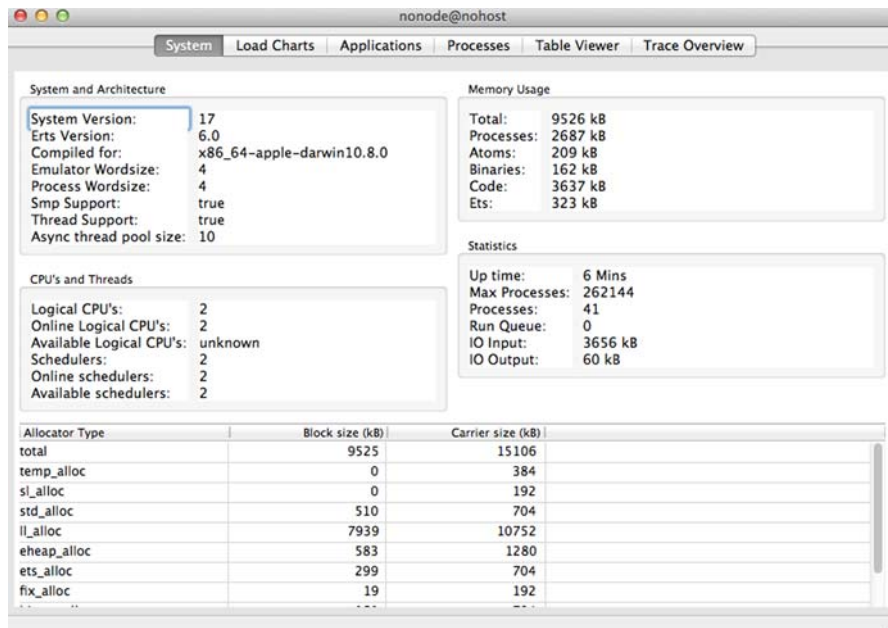 nonode@nohost
System Load Charts Applications Processes Table Viewer Trace Overview
System and Architecture
System Version: 17
Erts Version: 6.0
Compiled for: x86_64-apple-darwin10.8.0
Emulator Wordsize: 4
Process Wordsize: 4
Smp Support: true
Thread Support: true
Async thread pool size: 10
CPU's and Threads
Logical CPU's: 2
Online Logical CPU's: 2
Available Logical CPU's: unknown
Schedulers: 2
Online schedulers: 2
Available schedulers: 2
Memory Usage
Total: 9526 kB
Processes: 2687 kB
Atoms: 209 kB
Binaries: 162 kB
Code: 3637 kB
Ets: 323 kB
Statistics
Up time: 6 Mins
Max Processes: 262144
Processes: 41
Run Queue: 0
IO Input: 3656 kB
IO Output: 60 kB
Allocator Type Block size (kB) Carrier size (kB)
total 9525 15106
temp_alloc 0 384
sl_alloc 0 192
std_alloc 510 704
ll_alloc 7939 10752
eheap_alloc 583 1280
ets_alloc 299 704
fix_alloc 19 192